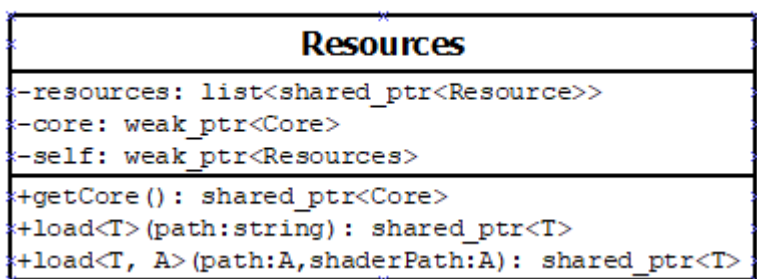 Resources
-resources: list<shared_ptr<Resource>>
-core: weak_ptr<Core>
-self: weak_ptr<Resources>
+getCore(): shared_ptr<Core>
+load<T>(path:string): shared_ptr<T>
+load<T, A>(path:A,shaderPath:A): shared_ptr<T>